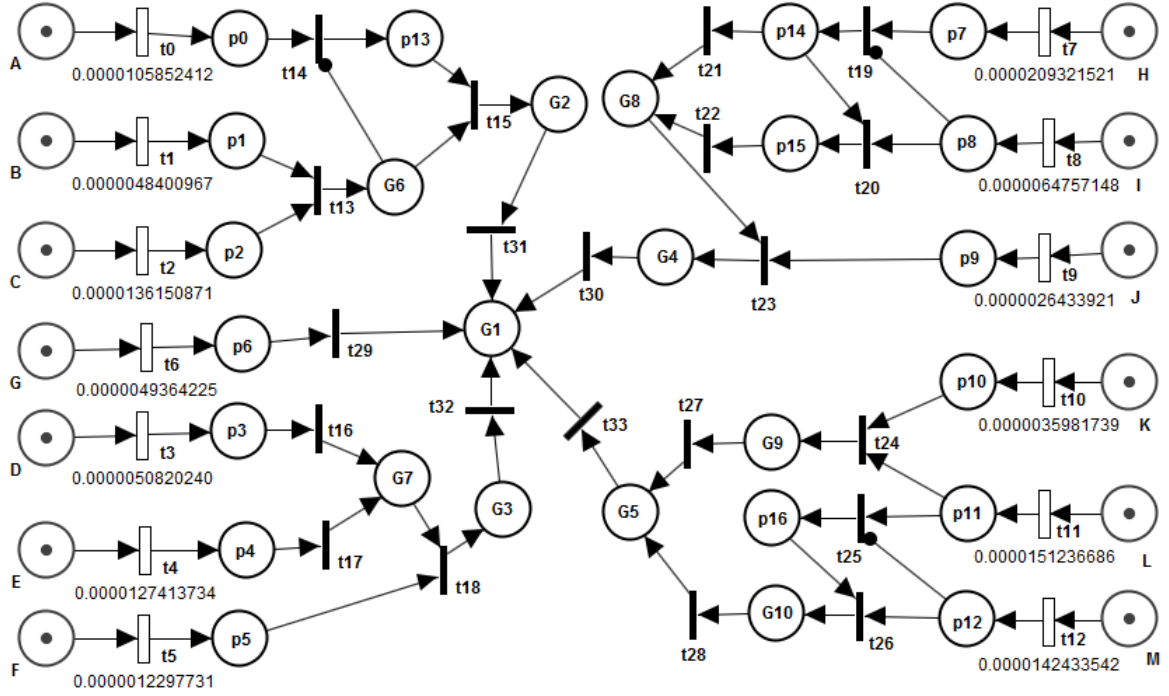 A
t0
p0
t14
p13
0.0000105852412
B
t1
p1
0.0000048400967
t13
G6
t15
G2
C
t2
p2
0.0000136150871
t31
G
t6
p6
0.0000049364225
t29
G1
D
t3
p3
0.0000050820240
t16
G7
t32
G3
E
t4
p4
0.0000127413734
t17
t18
F
t5
p5
0.0000012297731
t21
p14
t19
p7
t7
H
0.0000209321521
G8
t22
p15
t20
p8
t8
I
0.0000064757148
t30
G4
t23
p9
t9
J
0.0000026433921
p10
t10
K
0.0000035981739
t33
t27
G9
t24
G5
p16
t25
p11
t11
L
0.0000151236686
t28
G10
t26
p12
t12
M
0.0000142433542